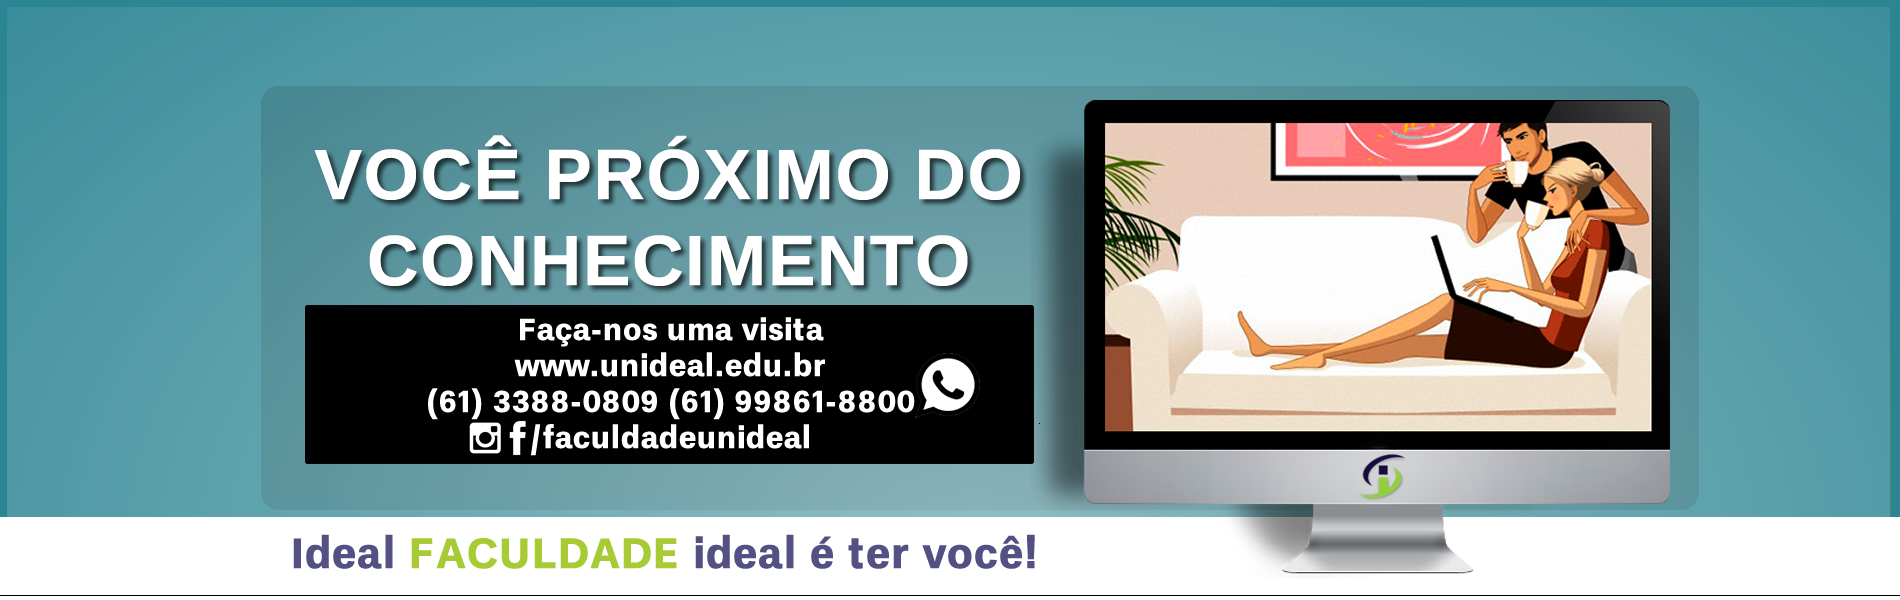 VOCÊ PRÓXIMO DO
CONHECIMENTO
Faça-nos uma visita
www.unideal.edu.br
(61) 3388-0809 (61) 99861-8800
f/faculdadeunideal
Ideal FACULDADE ideal é ter você!